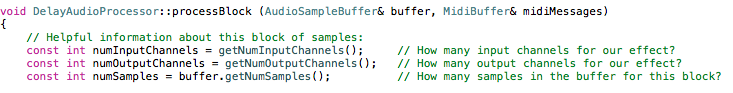 void DelayAudioProcessor::processBlock (AudioSampleBuffer& buffer, MidiBuffer& midiMessages)
{
    // Helpful information about this block of samples:
    const int numInputChannels = getNumInputChannels();     // How many input channels for our effect?
    const int numOutputChannels = getNumOutputChannels();   // How many output channels for our effect?
    const int numSamples = buffer.getNumSamples();          // How many samples in the buffer for this block?